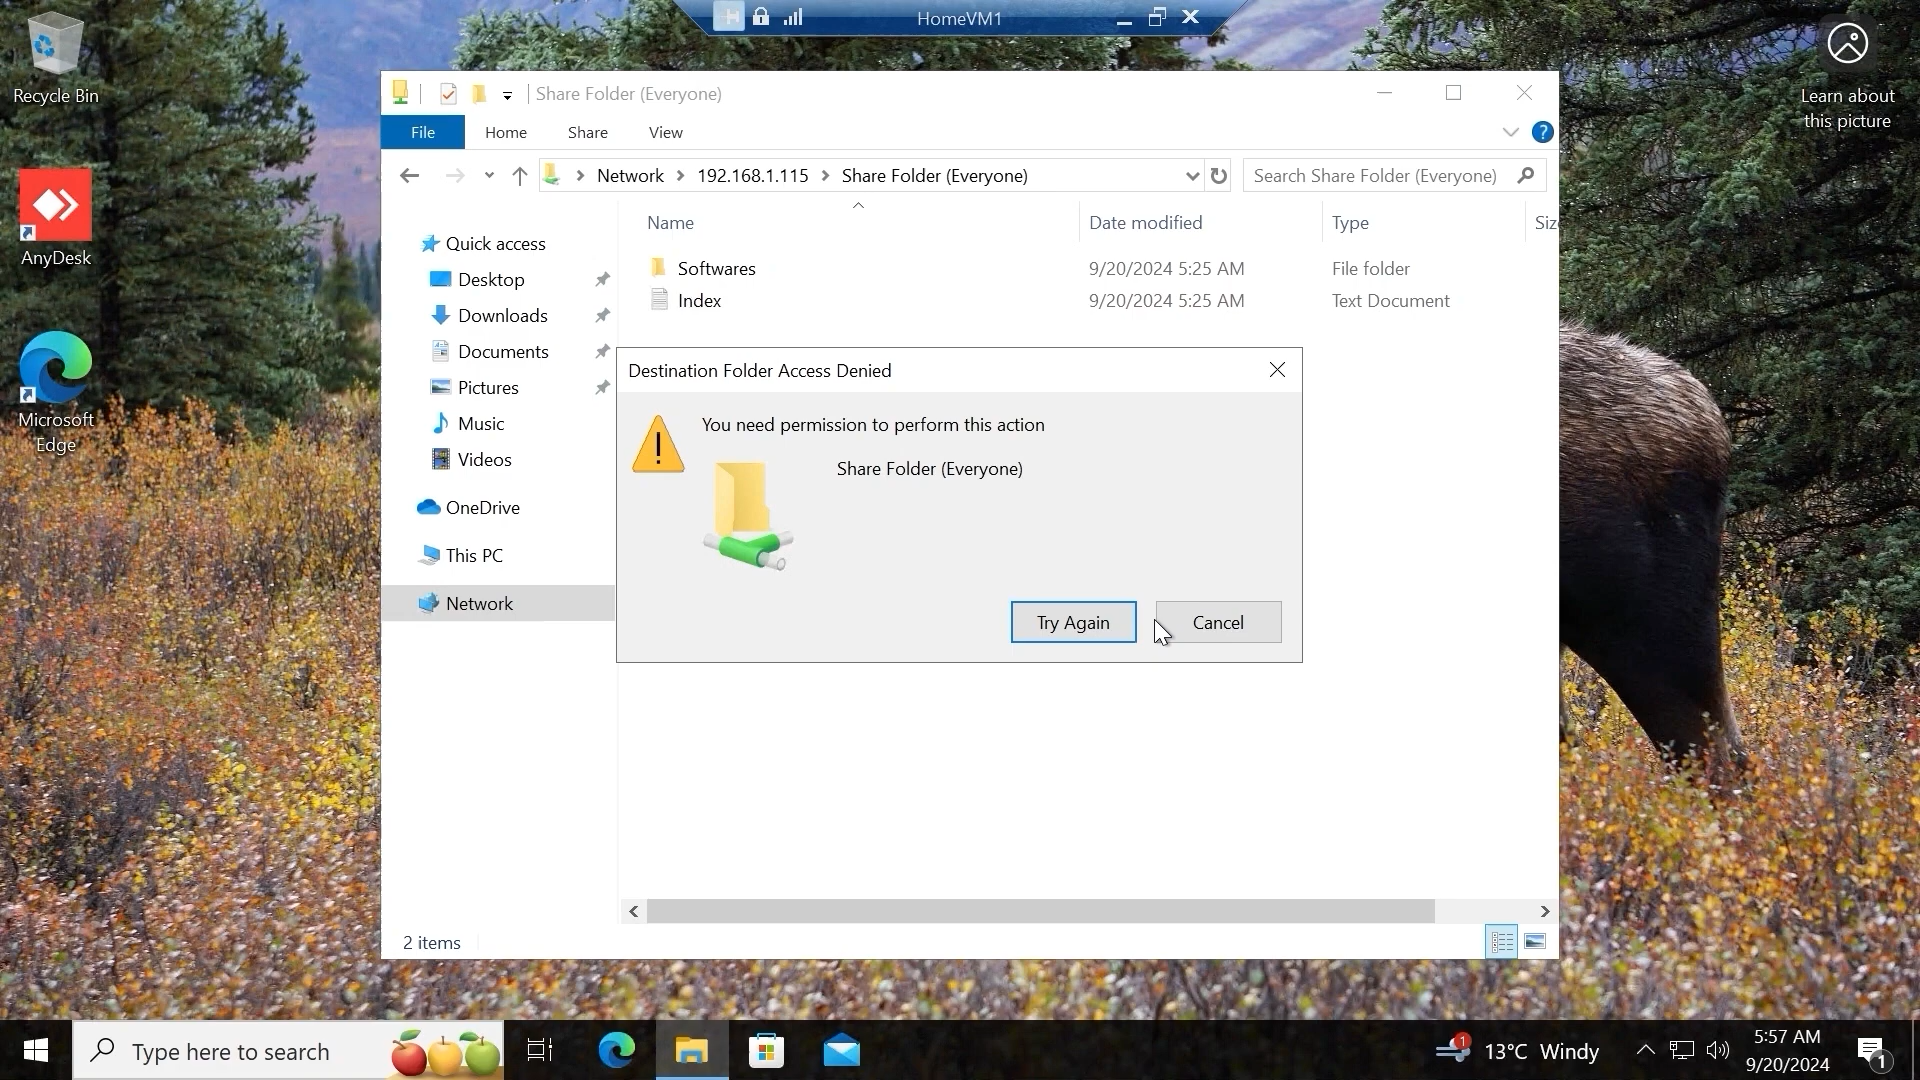 HomeVM1
Recycle Bin
Learn about
this picture
AnyDesk
Microsoft
Edge
Share Folder (Everyone)
File Home Share View
?
Network 192.168.1.115 Share Folder (Everyone)
Search Share Folder (Everyone)
Name Date modified Type Siz
Softwares 9/20/2024 5:25 AM File folder
Index 9/20/2024 5:25 AM Text Document
Quick access
Desktop
Downloads
Documents
Pictures
Music
Videos
OneDrive
This PC
Network
Destination Folder Access Denied
You need permission to perform this action
Share Folder (Everyone)
Try Again Cancel
2 items
Type here to search
1
13°C Windy
5:57 AM
9/20/2024
1